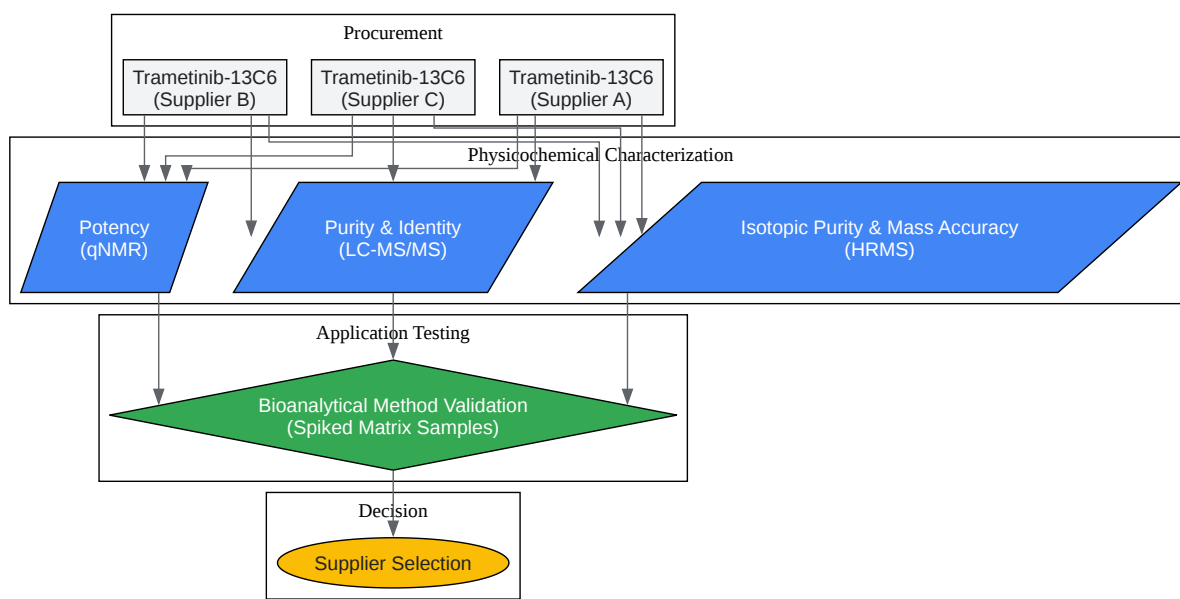 Procurement
Trametinib-13C6
(Supplier B)
Trametinib-13C6
(Supplier C)
Trametinib-13C6
(Supplier A)
Physicochemical Characterization
Potency
(qNMR)
Purity & Identity
(LC-MS/MS)
Isotopic Purity & Mass Accuracy
(HRMS)
Application Testing
Bioanalytical Method Validation
(Spiked Matrix Samples)
Decision
Supplier Selection